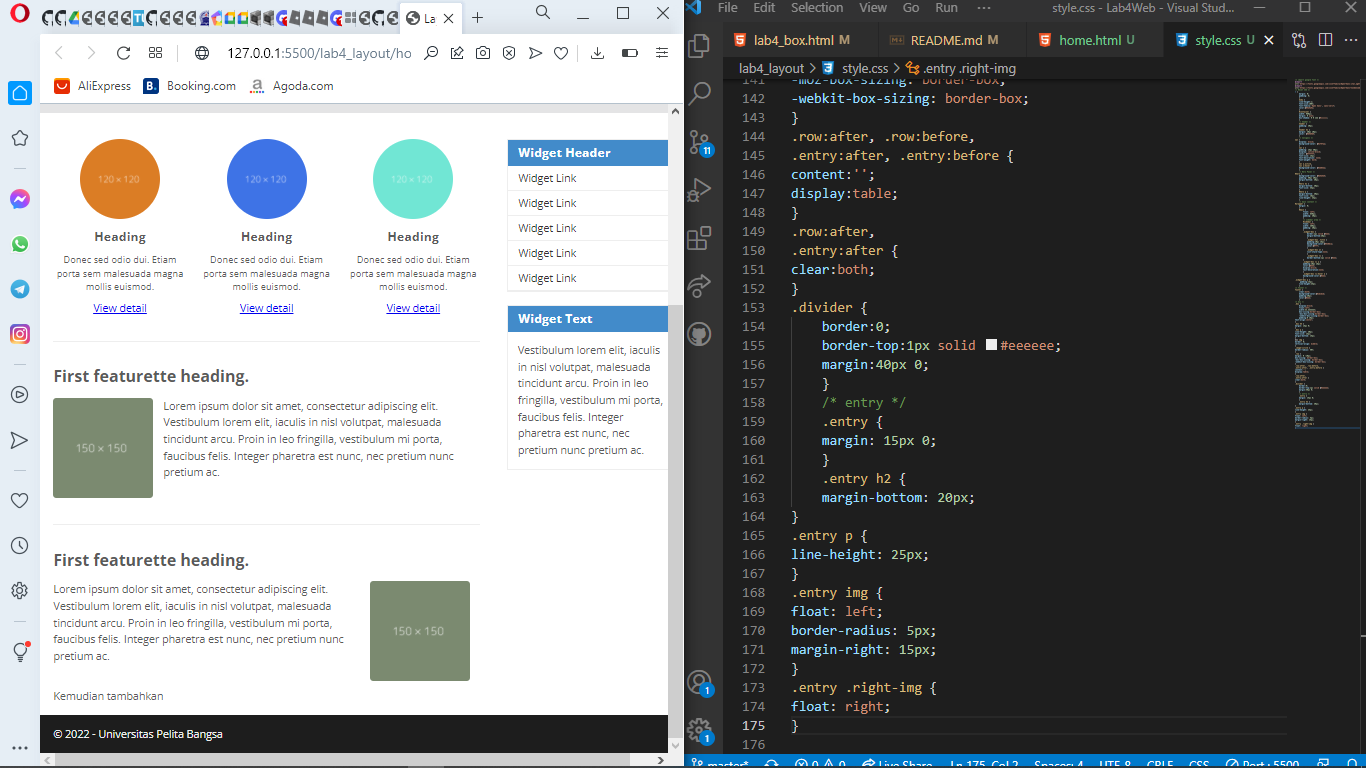 La
127.0.0.1:5500/lab4_layout/ho
AliExpress
B. Booking.com
a Agoda.com
120 × 120
120 × 120
120 × 120
Heading
Heading
Heading
Donec sed odio dui. Etiam
porta sem malesuada magna
mollis euismod.
Donec sed odio dui. Etiam
porta sem malesuada magna
mollis euismod.
Donec sed odio dui. Etiam
porta sem malesuada magna
mollis euismod.
View detail
View detail
View detail
First featurette heading.
150 × 150
Lorem ipsum dolor sit amet, consectetur adipiscing elit.
Vestibulum lorem elit, iaculis in nisl volutpat, malesuada
tincidunt arcu. Proin in leo fringilla, vestibulum mi porta,
faucibus felis. Integer pharetra est nunc, nec pretium nunc
pretium ac.
First featurette heading.
Lorem ipsum dolor sit amet, consectetur adipiscing elit.
Vestibulum lorem elit, iaculis in nisl volutpat, malesuada
tincidunt arcu. Proin in leo fringilla, vestibulum mi porta,
faucibus felis. Integer pharetra est nunc, nec pretium nunc
pretium ac.
150 × 150
Kemudian tambahkan
© 2022 - Universitas Pelita Bangsa
Widget Header
Widget Link
Widget Link
Widget Link
Widget Link
Widget Link
Widget Text
Vestibulum lorem elit, iaculis
in nisl volutpat, malesuada
tincidunt arcu. Proin in leo
fringilla, vestibulum mi porta,
faucibus felis. Integer
pharetra est nunc, nec
pretium nunc pretium ac.
File Edit Selection View Go Run ··· style.css - Lab4Web - Visual Stud...
lab4_box.html M README.md M home.html U style.css U
lab4_layout > style.css > .entry .right-img
11
1
1
141 -moz-box-sizing: border-box;
142 -webkit-box-sizing: border-box;
143 }
144 .row:after, .row:before,
145 .entry:after, .entry:before {
146 content:'';
147 display:table;
148 }
149 .row:after,
150 .entry:after {
151 clear:both;
152 }
153 .divider {
154 border:0;
155 border-top:1px solid #eeeeee;
156 margin:40px 0;
157 }
158 /* entry */
159 .entry {
160 margin: 15px 0;
161 }
162 .entry h2 {
163 margin-bottom: 20px;
164 }
165 .entry p {
166 line-height: 25px;
167 }
168 .entry img {
169 float: left;
170 border-radius: 5px;
171 margin-right: 15px;
172 }
173 .entry .right-img {
174 float: right;
175 }
176
master* 0 0 Live Share Ln 175, Col 2 Spaces: 4 UTF-8 CRLF CSS Port : 5500